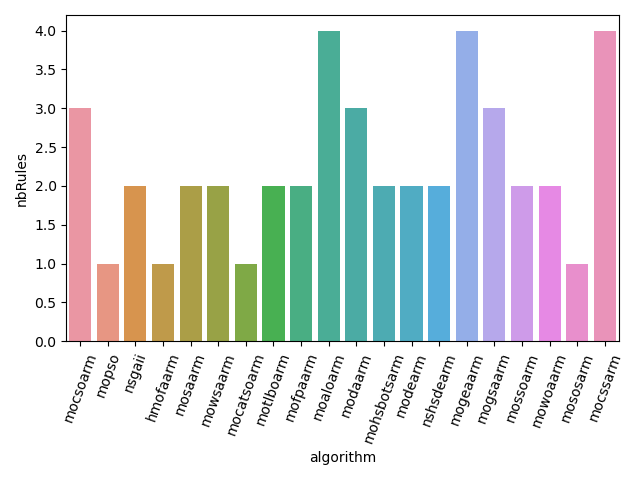 4.0
3.5
3.0
2.5
2.0
1.5
1.0
0.5
0.0
nbRules
mocsoarm
mopso
nsgaii
hmofaarm
mosaarm
mowsaarm
mocatsoarm
motlboarm
mofpaarm
moaloarm
modaarm
mohsbotsarm
modearm
nshsdearm
mogeaarm
mogsaarm
mossoarm
mowoaarm
mososarm
mocssarm
algorithm